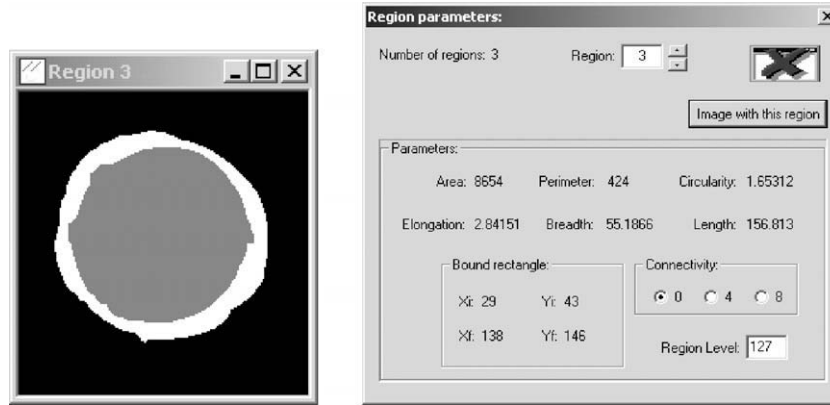 Region 3
Region parameters:
Number of regions: 3 Region: 3
Image with this region
Parameters:
Area: 8654 Perimeter: 424 Circularity: 1.65312
Elongation: 2.84151 Breadth: 55.1866 Length: 156.813
Bound rectangle: Connectivity:
Xi: 29 Yi: 43 0 4 8
Xf: 138 Yf: 146 Region Level: 127